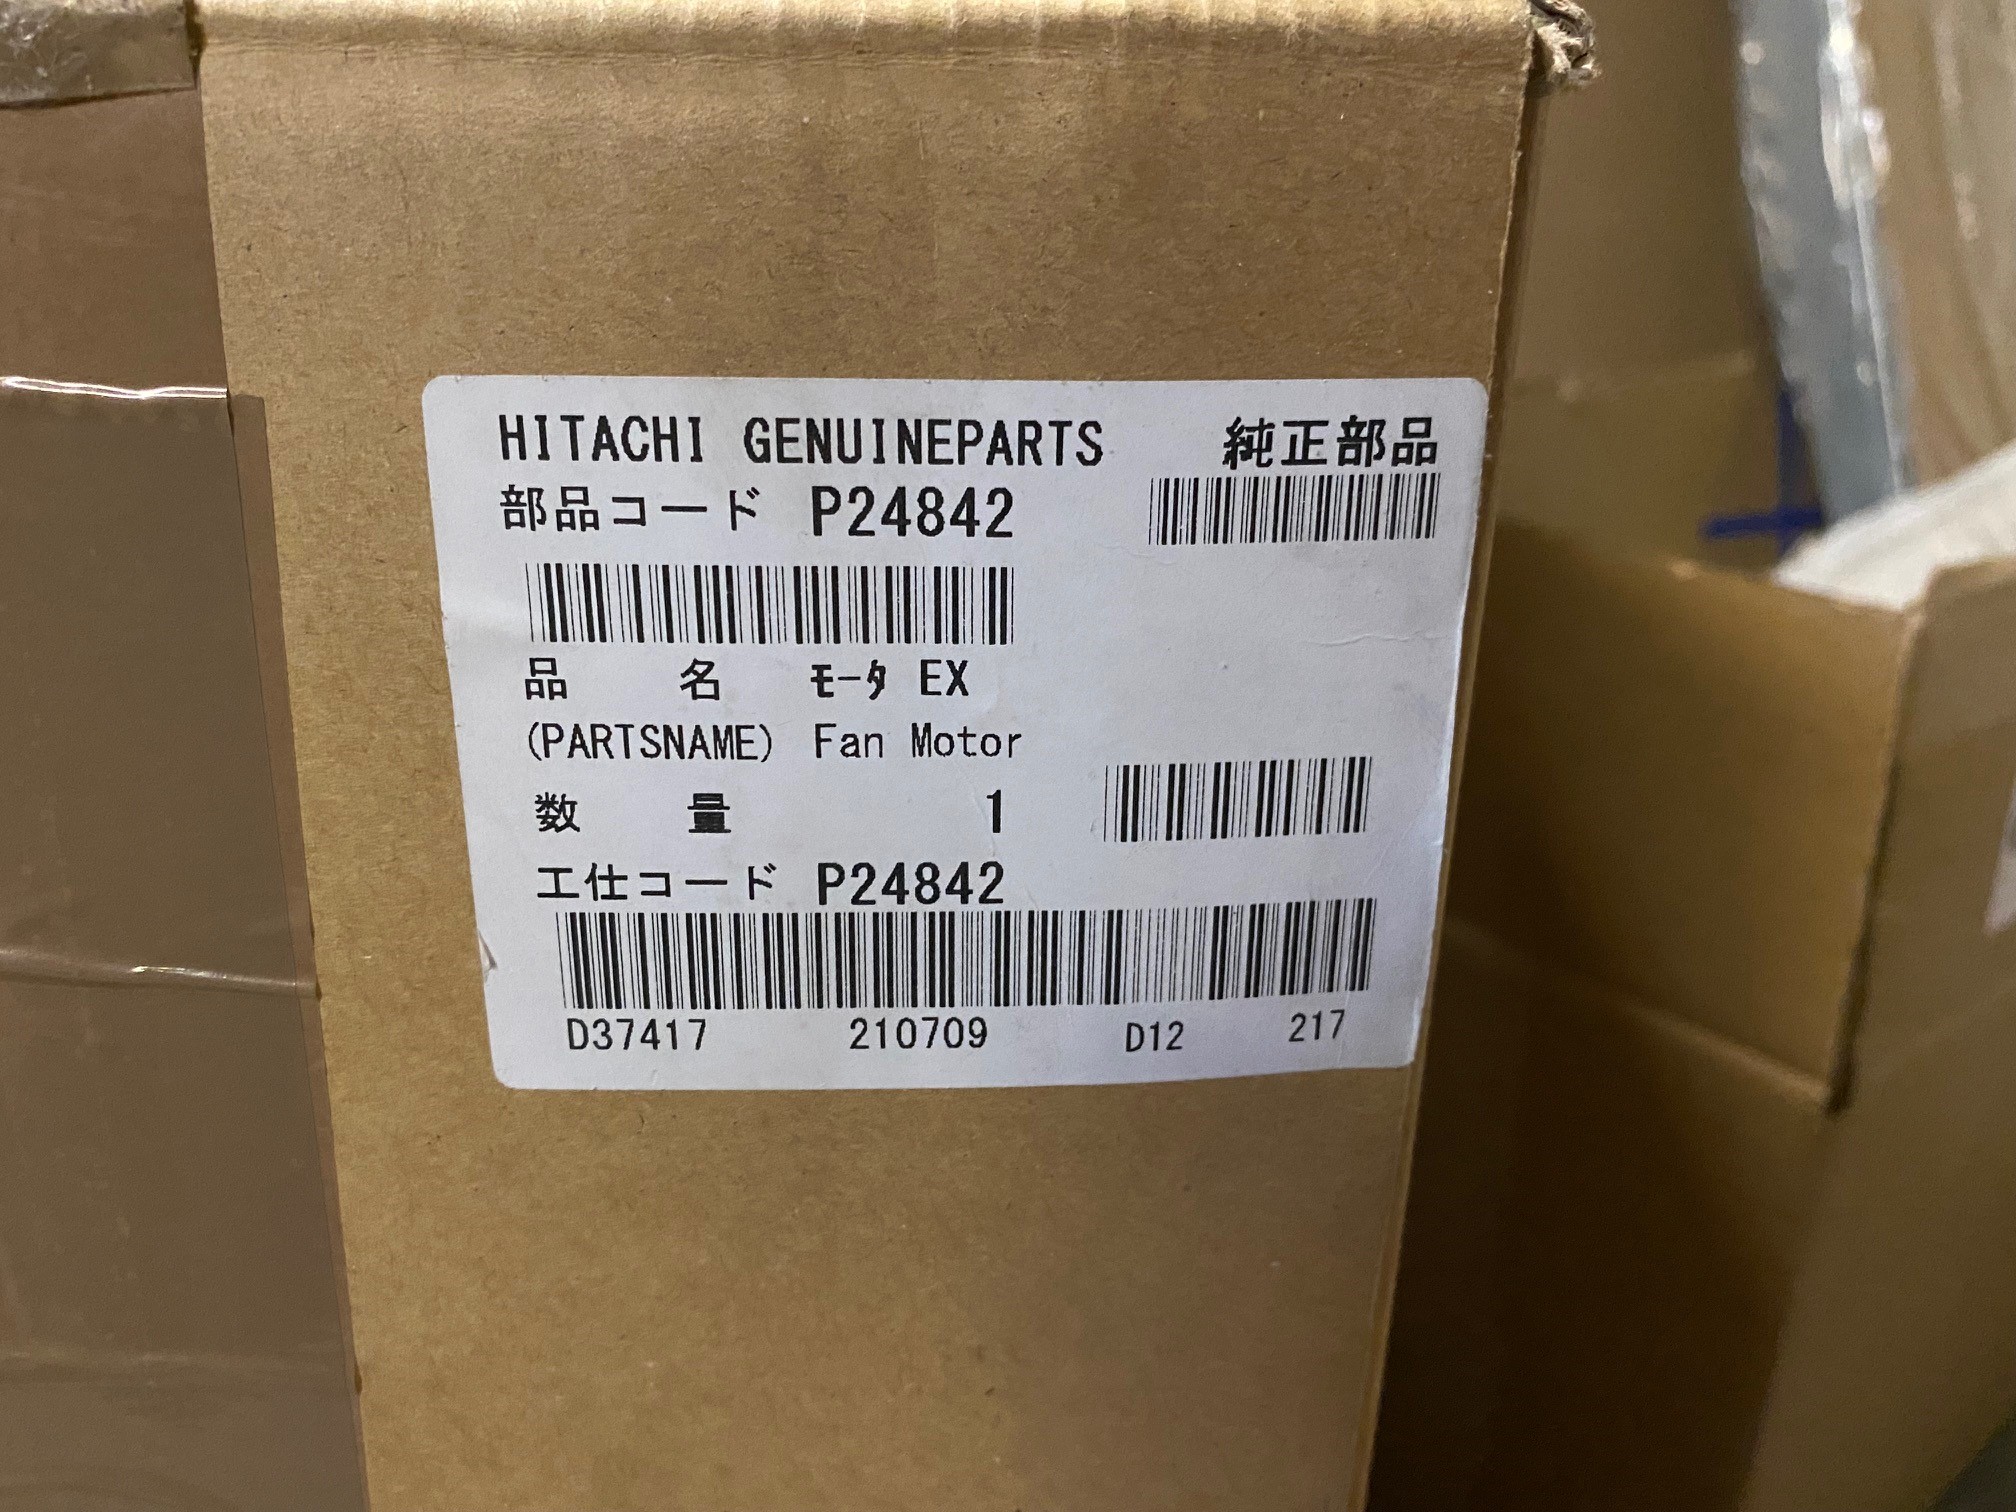 HITACHI GENUINEPARTS 純正部品
部品コード P24842
品 名 モータ EX
(PARTSNAME) Fan Motor
数 量 1
工仕コード P24842
D37417 210709 D12 217